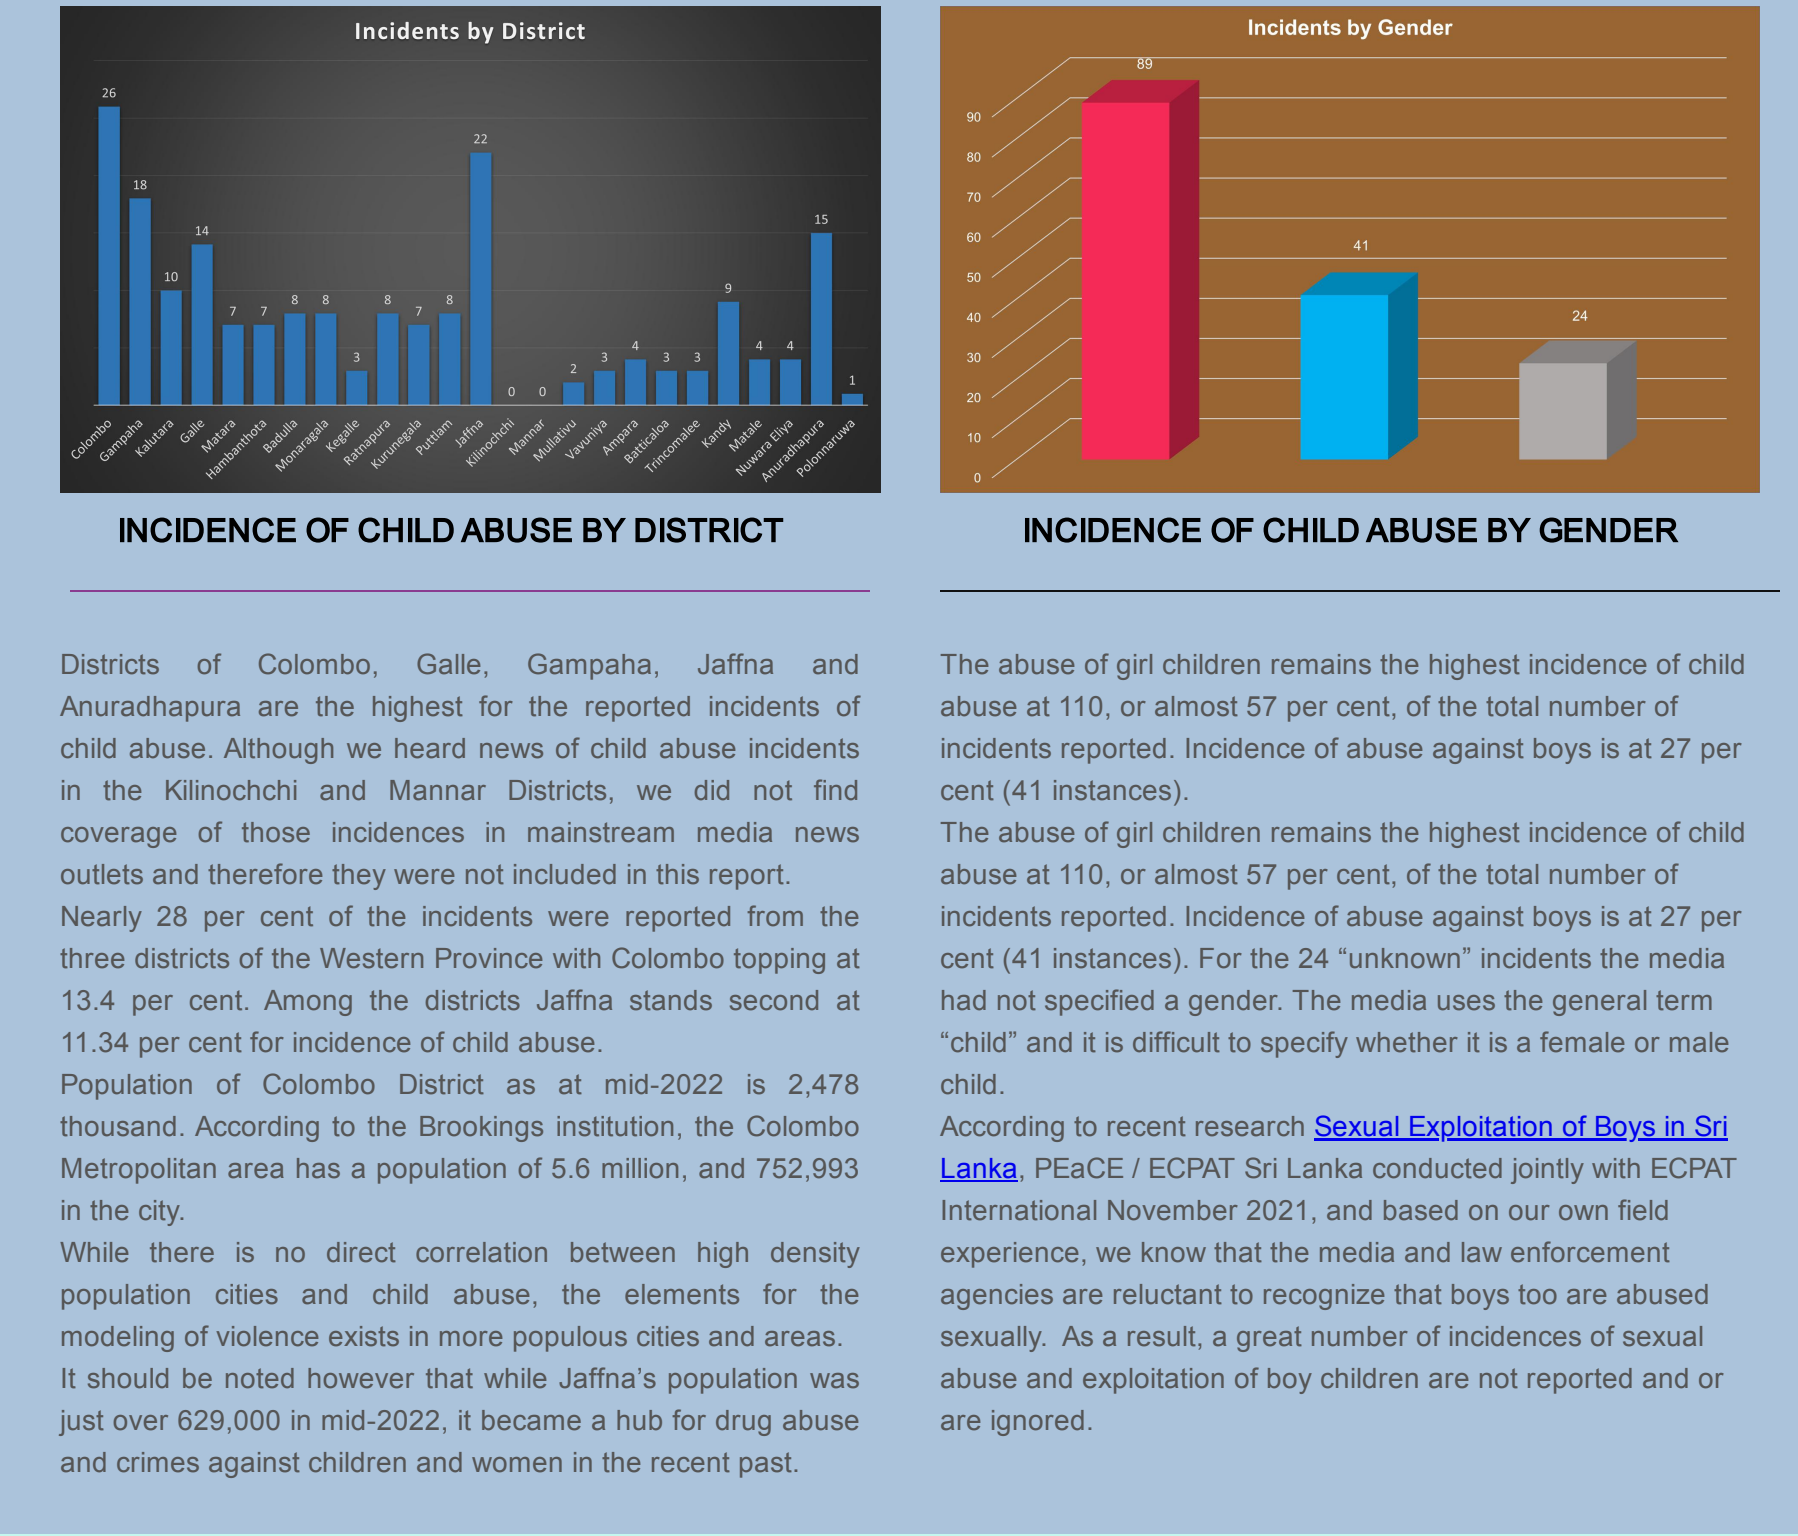 Incidents by District
26
18
10
14
7
7
8
8
3
8
7
8
22
0
0
2
3
4
3
3
9
4
4
15
1
Colombo
Gampaha
Kalutara
Galle
Matara
Hambanthota
Badulla
Monaragala
Kegalle
Ratnapura
Kurunegala
Puttlam
Jaffna
Kilinochchi
Mannar
Mullativu
Vavuniya
Ampara
Batticaloa
Trincomalee
Kandy
Matale
Nuwara Eliya
Anuradhapura
Polonnaruwa
INCIDENCE OF CHILD ABUSE BY DISTRICT
Districts of Colombo, Galle, Gampaha, Jaffna and
Anuradhapura are the highest for the reported incidents of
child abuse. Although we heard news of child abuse incidents
in the Kilinochchi and Mannar Districts, we did not find
coverage of those incidences in mainstream media news
outlets and therefore they were not included in this report.
Nearly 28 per cent of the incidents were reported from the
three districts of the Western Province with Colombo topping at
13.4 per cent. Among the districts Jaffna stands second at
11.34 per cent for incidence of child abuse.
Population of Colombo District as at mid-2022 is 2,478
thousand. According to the Brookings institution, the Colombo
Metropolitan area has a population of 5.6 million, and 752,993
in the city.
While there is no direct correlation between high density
population cities and child abuse, the elements for the
modeling of violence exists in more populous cities and areas.
It should be noted however that while Jaffna’s population was
just over 629,000 in mid-2022, it became a hub for drug abuse
and crimes against children and women in the recent past.
Incidents by Gender
89
41
24
90
80
70
60
50
40
30
20
10
0
INCIDENCE OF CHILD ABUSE BY GENDER
The abuse of girl children remains the highest incidence of child
abuse at 110, or almost 57 per cent, of the total number of
incidents reported. Incidence of abuse against boys is at 27 per
cent (41 instances).
The abuse of girl children remains the highest incidence of child
abuse at 110, or almost 57 per cent, of the total number of
incidents reported. Incidence of abuse against boys is at 27 per
cent (41 instances). For the 24 “unknown” incidents the media
had not specified a gender. The media uses the general term
“child” and it is difficult to specify whether it is a female or male
child.
According to recent research Sexual Exploitation of Boys in Sri
Lanka, PEaCE / ECPAT Sri Lanka conducted jointly with ECPAT
International November 2021, and based on our own field
experience, we know that the media and law enforcement
agencies are reluctant to recognize that boys too are abused
sexually. As a result, a great number of incidences of sexual
abuse and exploitation of boy children are not reported and or
are ignored.